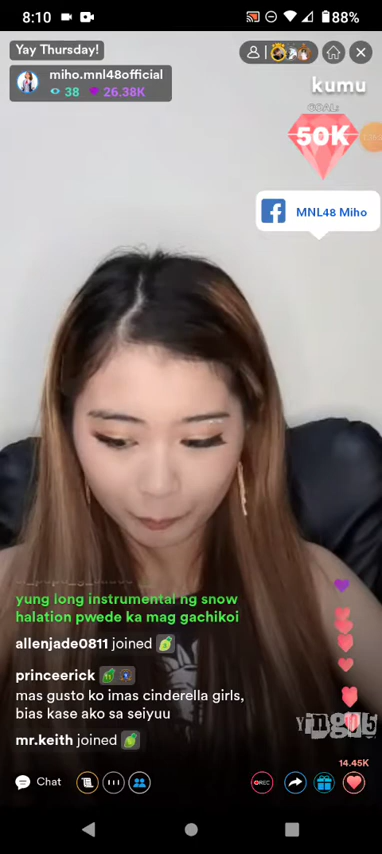 8:10
88%
Yay Thursday!
miho.mnl48official
38 26.38K
kumu
GOAL:
50K
MNL48 Miho
yung long instrumental ng snow
halation pwede ka mag gachikoi
allenjade0811 joined
princeerick
mas gusto ko imas cinderella girls,
bias kase ako sa seiyuu
mr.keith joined
14.45K
Chat
REC